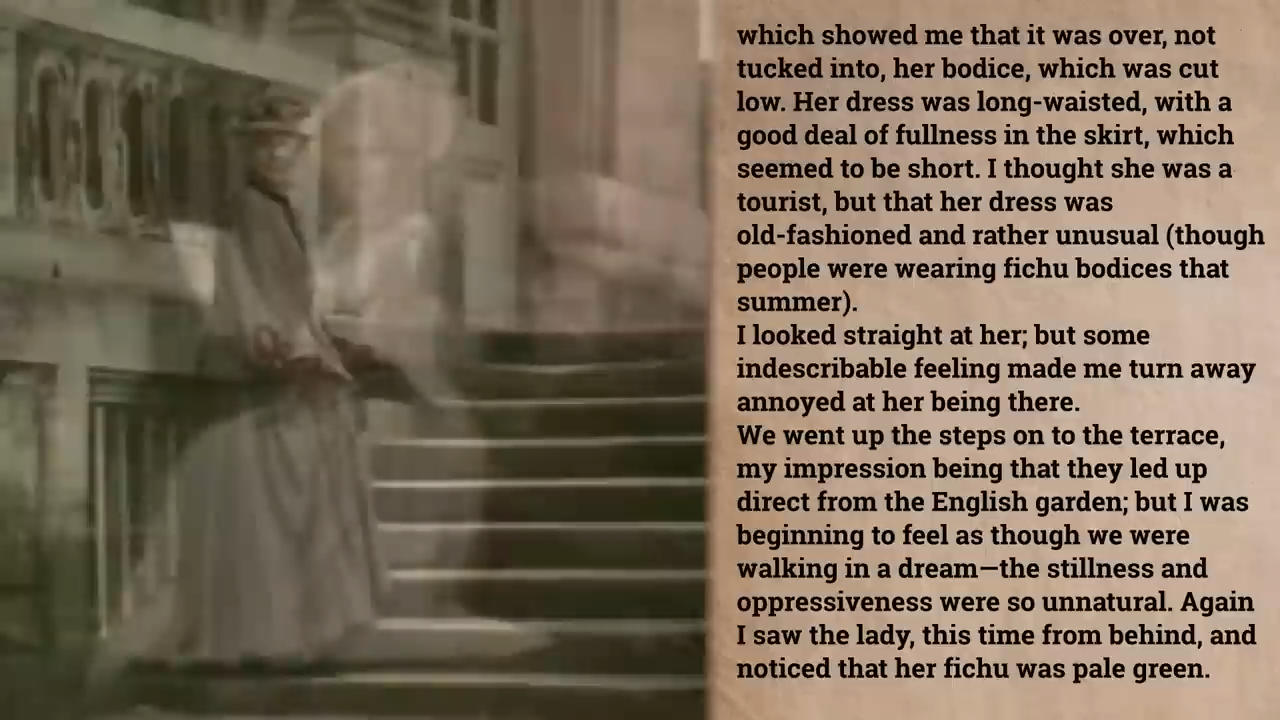 which showed me that it was over, not
tucked into, her bodice, which was cut
low. Her dress was long-waisted, with a
good deal of fullness in the skirt, which
seemed to be short. I thought she was a
tourist, but that her dress was
old-fashioned and rather unusual (though
people were wearing fichu bodices that
summer).
I looked straight at her; but some
indescribable feeling made me turn away
annoyed at her being there.
We went up the steps on to the terrace,
my impression being that they led up
direct from the English garden; but I was
beginning to feel as though we were
walking in a dream—the stillness and
oppressiveness were so unnatural. Again
I saw the lady, this time from behind, and
noticed that her fichu was pale green.